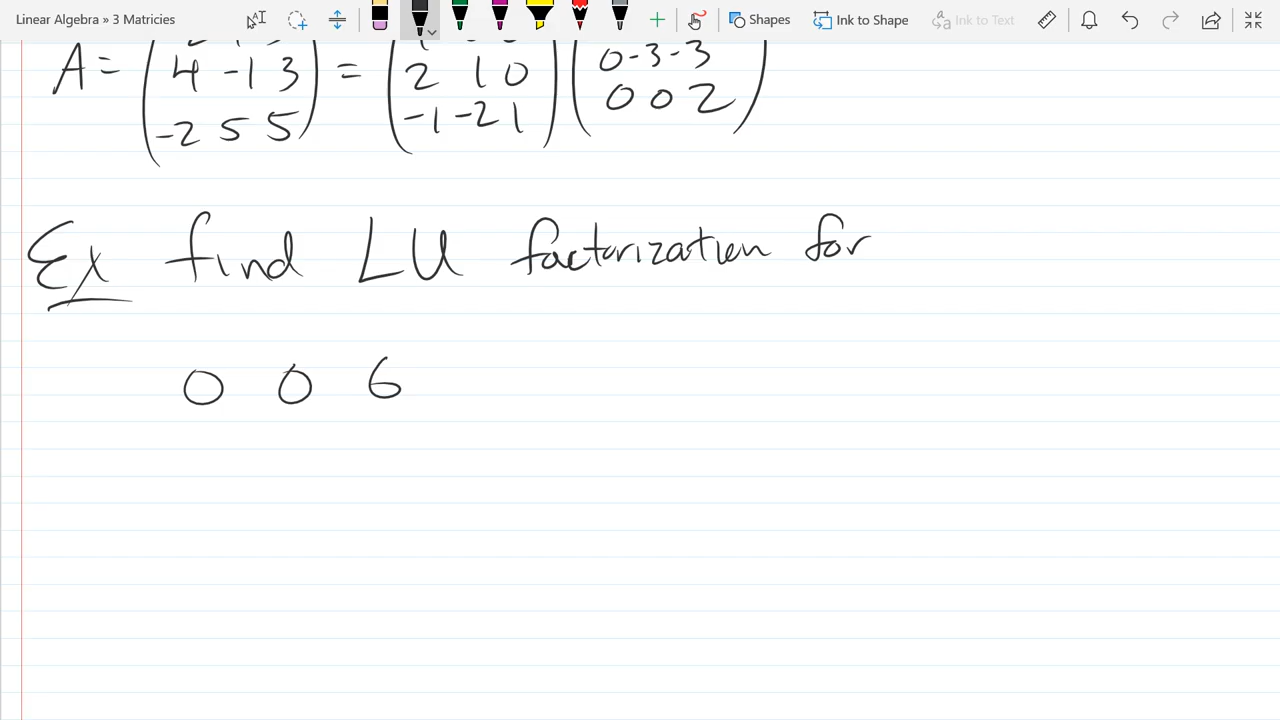 Linear Algebra » 3 Matricies
Shapes
Ink to Shape
Ink to Text
A = ( 4 -1 3 ) = ( 2 1 0 ) ( 0 -3 -3 )
-2 5 5 -1 -2 1 0 0 2
Ex find LU factorization for
0 0 6